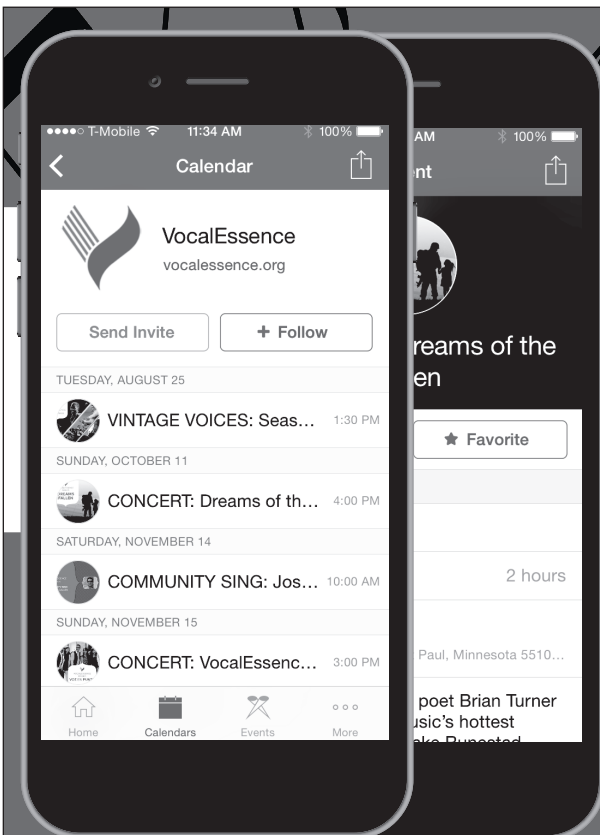 ●●●●○ T-Mobile 11:34 AM 100%
Calendar
VocalEssence
vocalessence.org
Send Invite
+ Follow
TUESDAY, AUGUST 25
VINTAGE VOICES: Seas... 1:30 PM
SUNDAY, OCTOBER 11
CONCERT: Dreams of th... 4:00 PM
SATURDAY, NOVEMBER 14
COMMUNITY SING: Jos... 10:00 AM
SUNDAY, NOVEMBER 15
CONCERT: VocalEssenc... 3:00 PM
Home
Calendars
Events
More
AM 100%
nt
reams of the
en
★ Favorite
2 hours
Paul, Minnesota 5510...
poet Brian Turner
usic's hottest